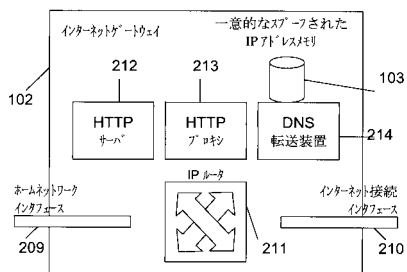 インターネットゲートウェイ
一意的なスプーフされた
IPアドレスメモリ
102
212
213
103
HTTP
サーバ
HTTP
プロキシ
DNS
転送装置
214
ホームネットワーク
インタフェース
IPルータ
インターネット接続
インタフェース
209
211
210